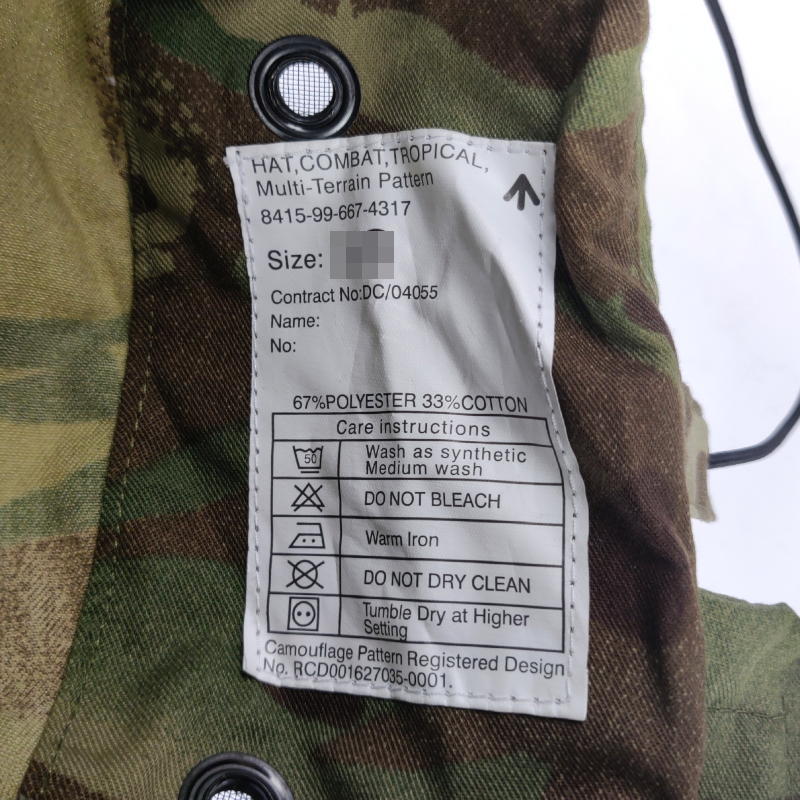 HAT,COMBAT,TROPICAL,
Multi-Terrain Pattern
8415-99-667-4317
Size:
Contract No:DC/04055
Name:
No:
67%POLYESTER 33%COTTON
Care instructions
50 Wash as synthetic
Medium wash
DO NOT BLEACH
Warm Iron
DO NOT DRY CLEAN
Tumble Dry at Higher
Setting
Camouflage Pattern Registered Design
No. RCD001627035-0001.